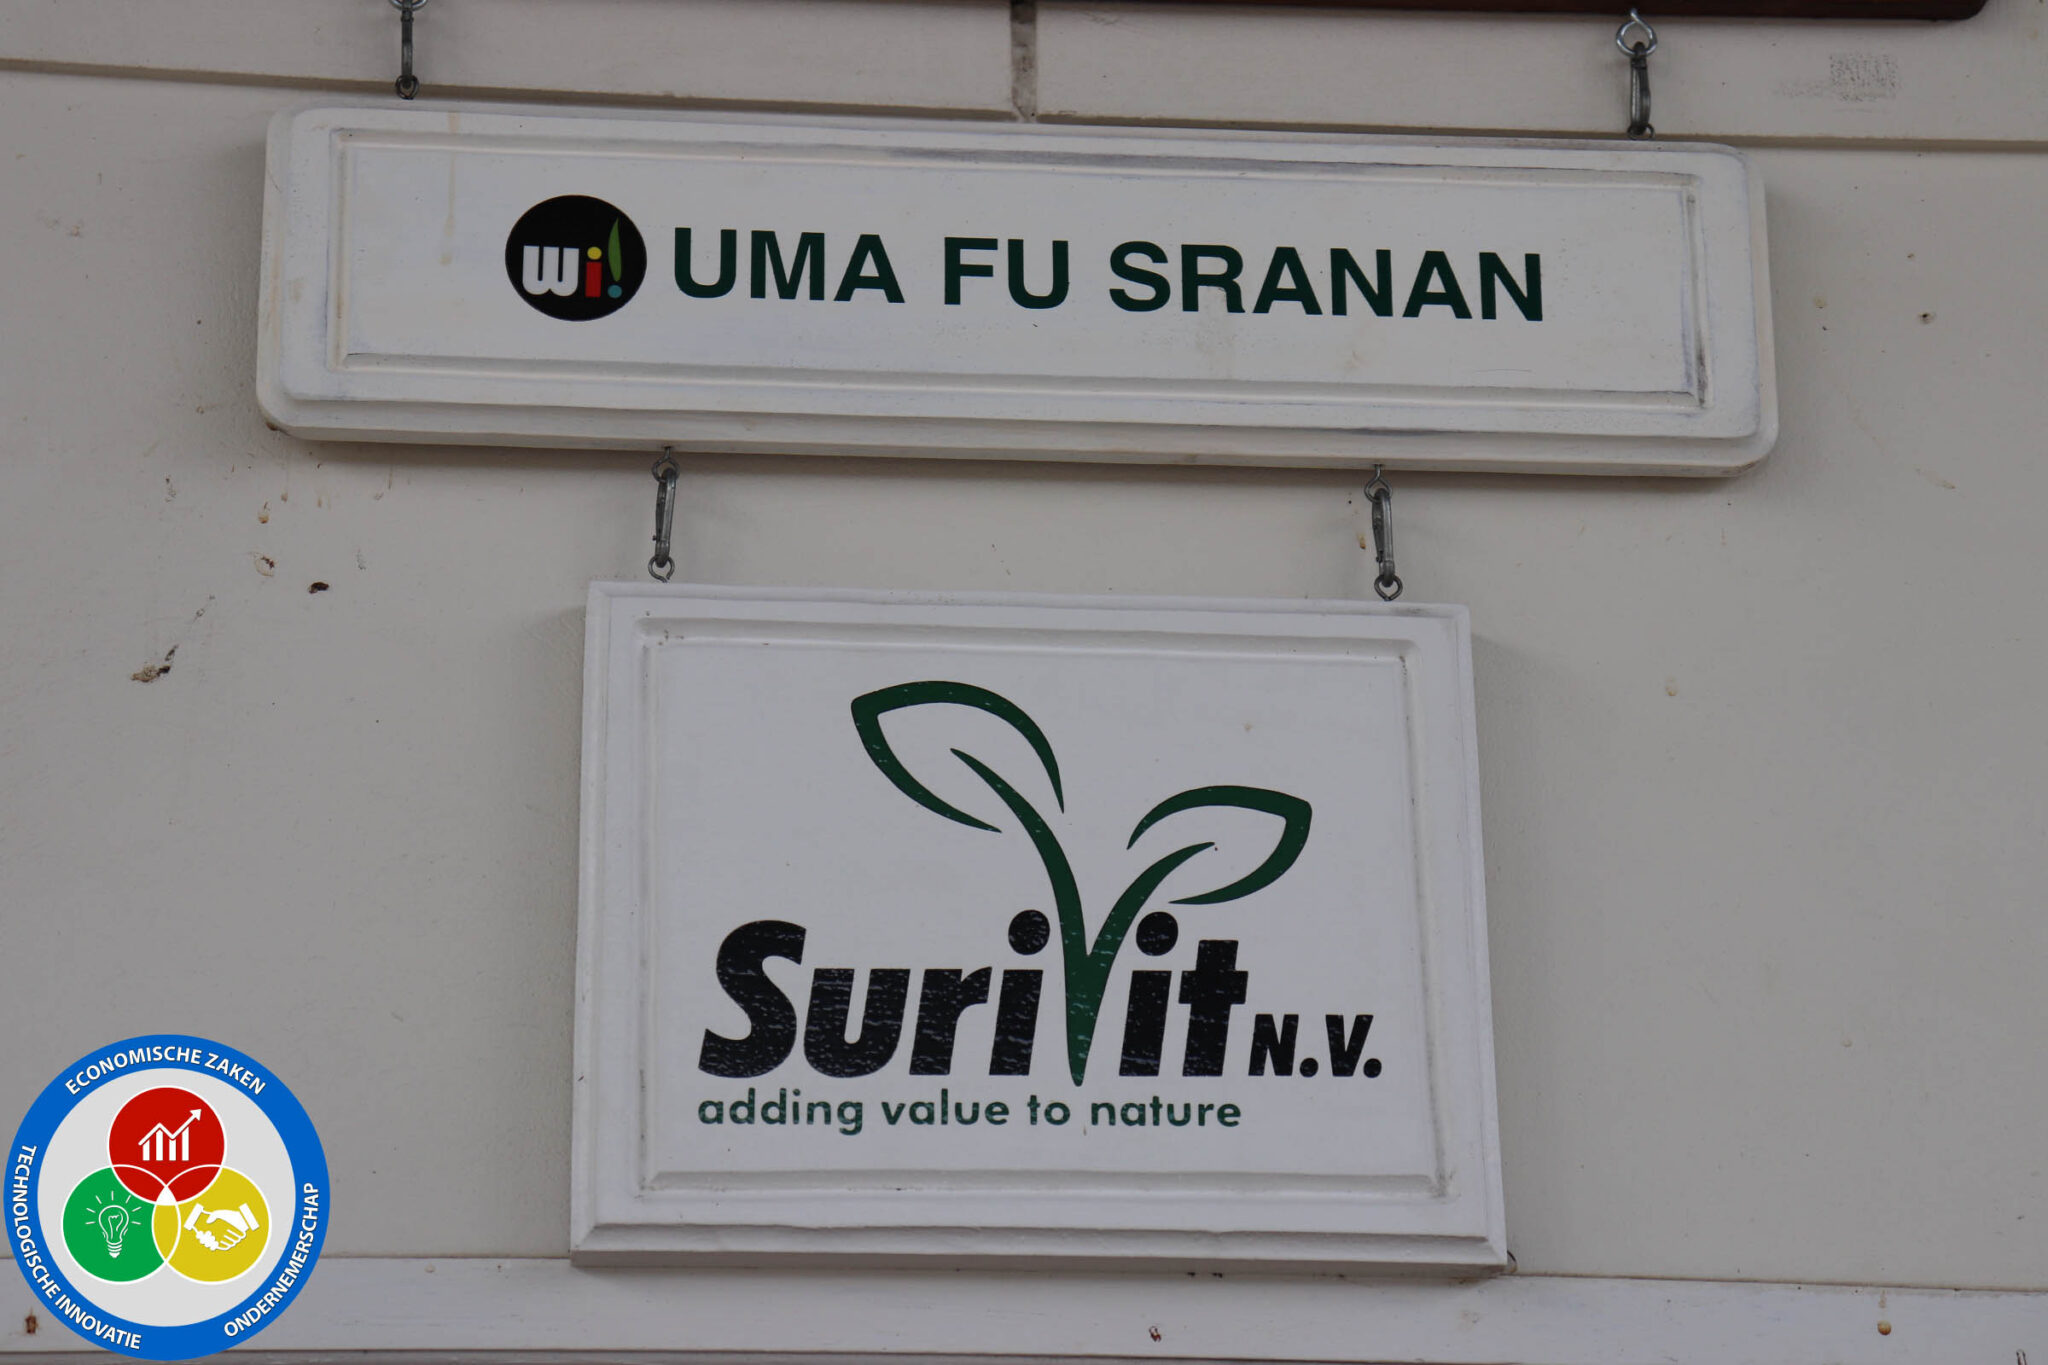 wi! UMA FU SRANAN
SuriVit N.V.
adding value to nature
ECONOMISCHE ZAKEN
ONDERNEMERSCHAP
TECHNOLOGISCHE INNOVATIE